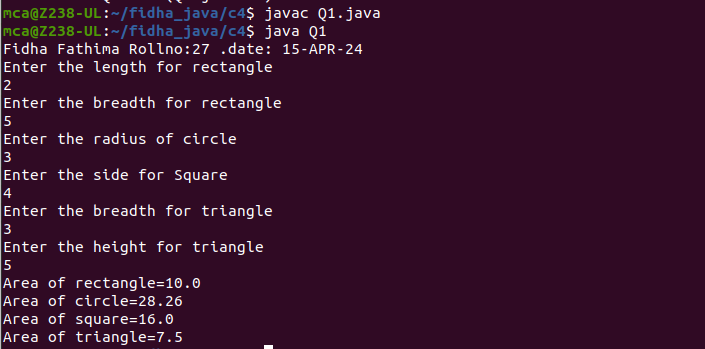 mca@Z238-UL:~/fidha_java/c4$ javac Q1.java
mca@Z238-UL:~/fidha_java/c4$ java Q1
Fidha Fathima Rollno:27 .date: 15-APR-24
Enter the length for rectangle
2
Enter the breadth for rectangle
5
Enter the radius of circle
3
Enter the side for Square
4
Enter the breadth for triangle
3
Enter the height for triangle
5
Area of rectangle=10.0
Area of circle=28.26
Area of square=16.0
Area of triangle=7.5